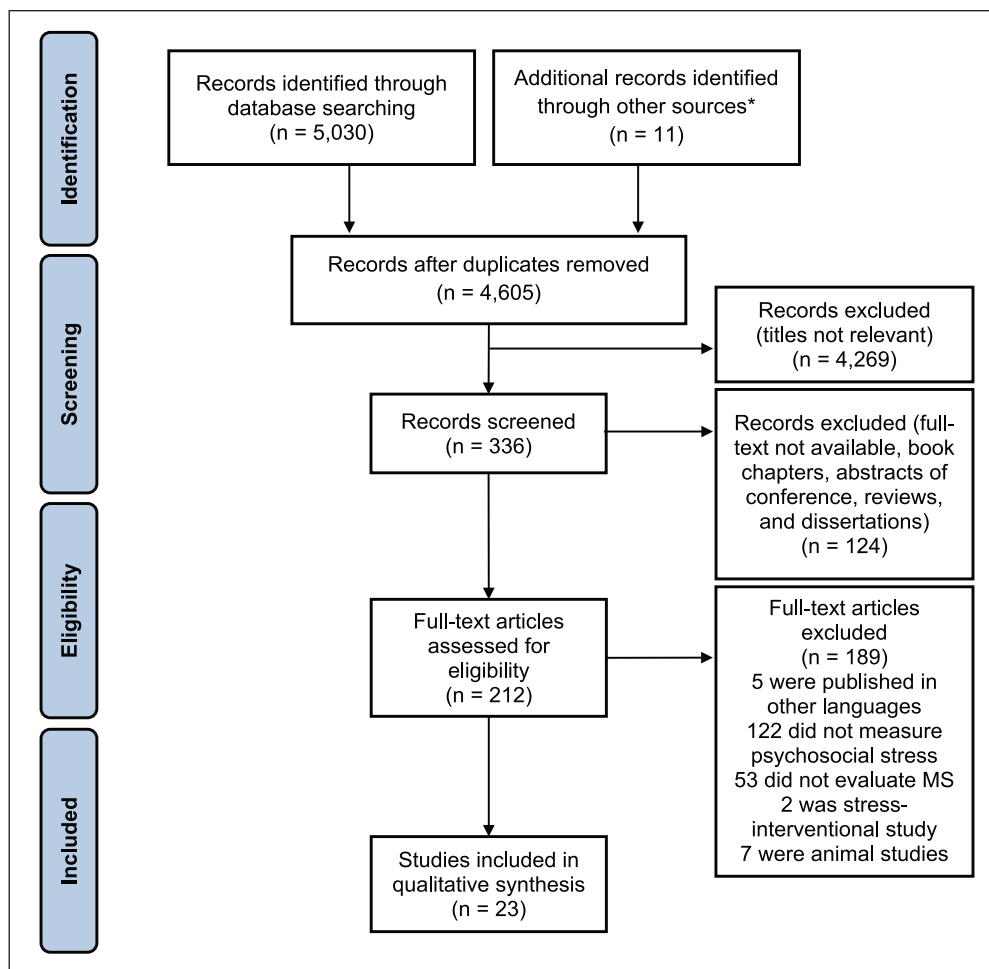 Identification
Records identified through
database searching
(n = 5,030)
Additional records identified
through other sources*
(n = 11)
Screening
Records after duplicates removed
(n = 4,605)
Records excluded
(titles not relevant)
(n = 4,269)
Records screened
(n = 336)
Records excluded (full-
text not available, book
chapters, abstracts of
conference, reviews,
and dissertations)
(n = 124)
Eligibility
Full-text articles
assessed for
eligibility
(n = 212)
Full-text articles
excluded
(n = 189)
5 were published in
other languages
122 did not measure
psychosocial stress
53 did not evaluate MS
2 was stress-
interventional study
7 were animal studies
Included
Studies included in
qualitative synthesis
(n = 23)